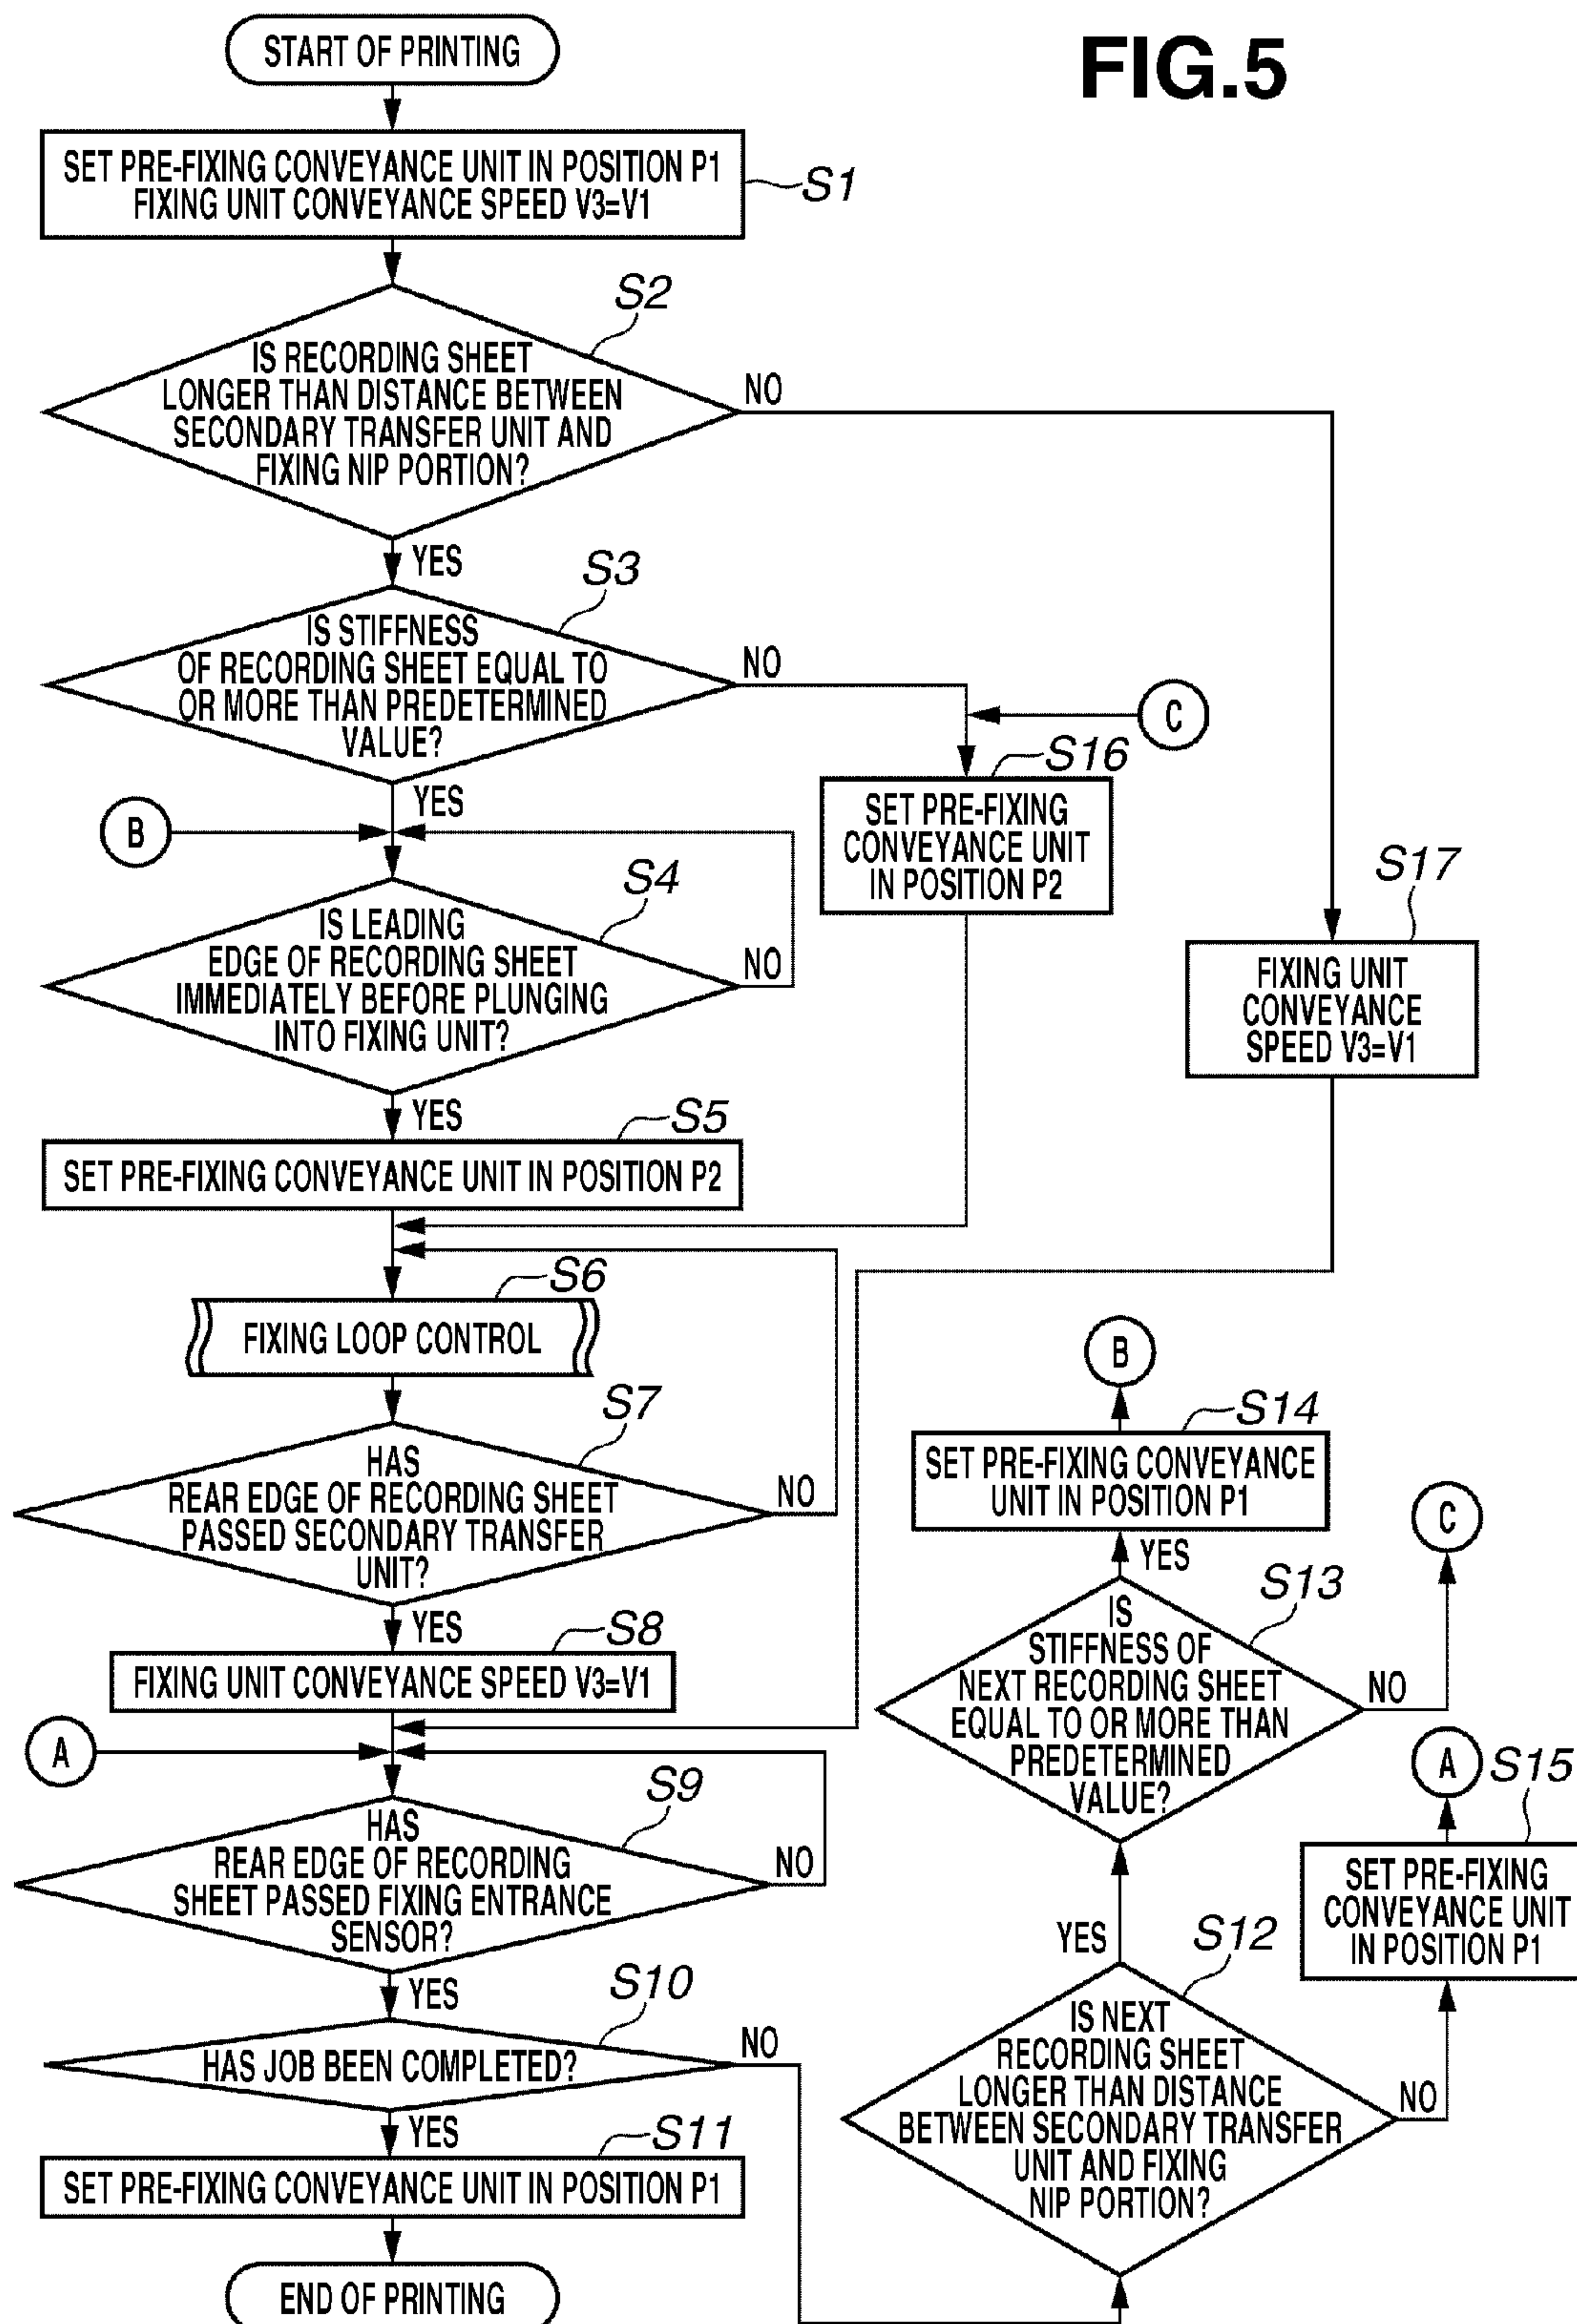 FIG.5
START OF PRINTING
SET PRE-FIXING CONVEYANCE UNIT IN POSITION P1
FIXING UNIT CONVEYANCE SPEED V3=V1
S1
S2
IS RECORDING SHEET
LONGER THAN DISTANCE BETWEEN
SECONDARY TRANSFER UNIT AND
FIXING NIP PORTION?
NO
YES
S3
IS STIFFNESS
OF RECORDING SHEET EQUAL TO
OR MORE THAN PREDETERMINED
VALUE?
NO
YES
C
S16
SET PRE-FIXING
CONVEYANCE UNIT
IN POSITION P2
B
S4
IS LEADING
EDGE OF RECORDING SHEET
IMMEDIATELY BEFORE PLUNGING
INTO FIXING UNIT?
NO
YES
S17
FIXING UNIT
CONVEYANCE
SPEED V3=V1
S5
SET PRE-FIXING CONVEYANCE UNIT IN POSITION P2
S6
FIXING LOOP CONTROL
S7
HAS
REAR EDGE OF RECORDING SHEET
PASSED SECONDARY TRANSFER
UNIT?
NO
YES
S8
FIXING UNIT CONVEYANCE SPEED V3=V1
A
S9
HAS
REAR EDGE OF RECORDING
SHEET PASSED FIXING ENTRANCE
SENSOR?
NO
YES
S10
HAS JOB BEEN COMPLETED?
NO
YES
S11
SET PRE-FIXING CONVEYANCE UNIT IN POSITION P1
END OF PRINTING
B
S14
SET PRE-FIXING CONVEYANCE
UNIT IN POSITION P1
YES
C
S13
IS
STIFFNESS OF
NEXT RECORDING SHEET
EQUAL TO OR MORE THAN
PREDETERMINED
VALUE?
NO
A
S15
SET PRE-FIXING
CONVEYANCE UNIT
IN POSITION P1
YES
S12
IS NEXT
RECORDING SHEET
LONGER THAN DISTANCE
BETWEEN SECONDARY TRANSFER
UNIT AND FIXING
NIP PORTION?
NO